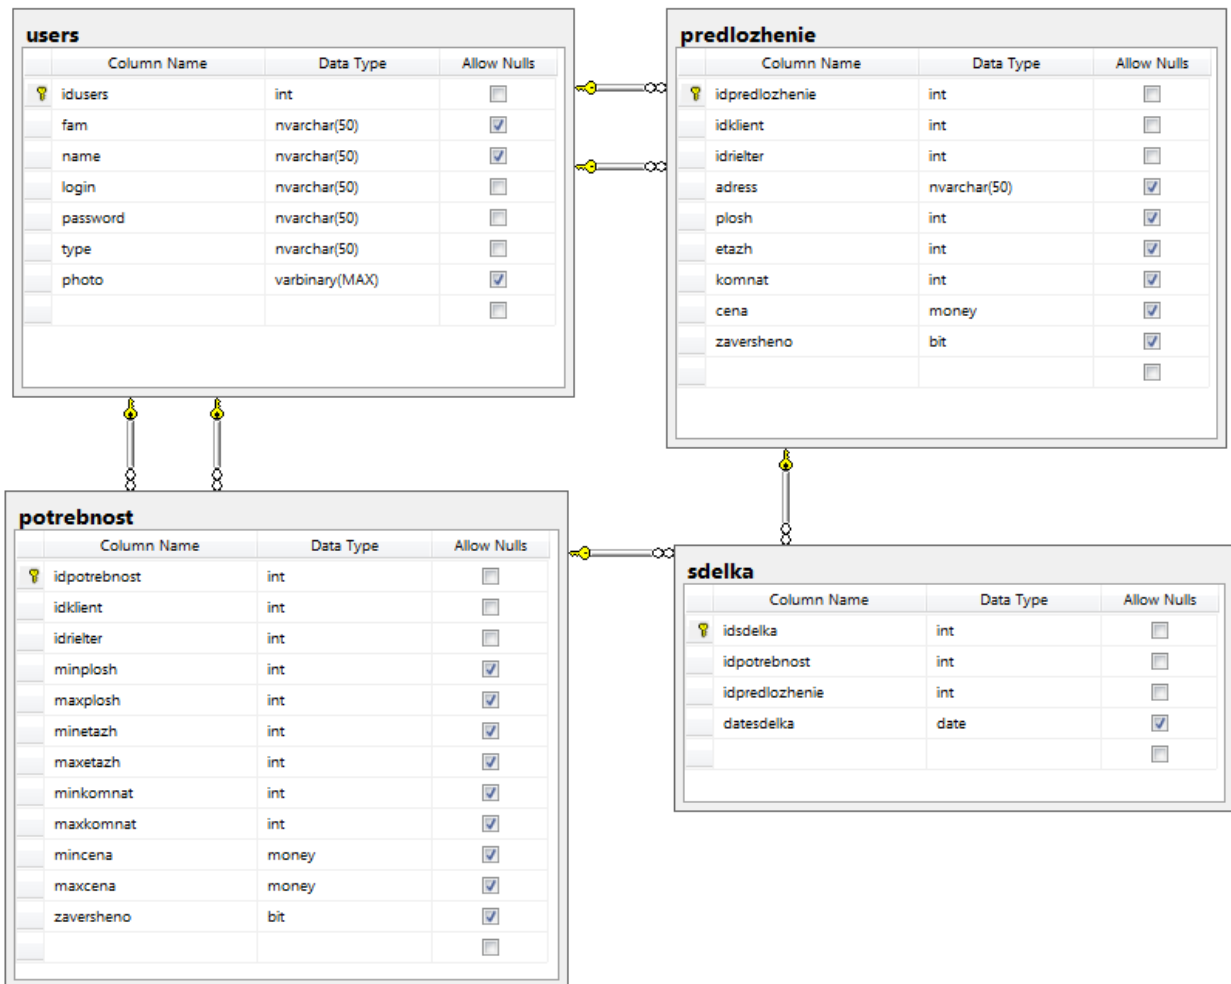 users
Column Name Data Type Allow Nulls
idusers int
fam nvarchar(50)
name nvarchar(50)
login nvarchar(50)
password nvarchar(50)
type nvarchar(50)
photo varbinary(MAX)
predlozhenie
Column Name Data Type Allow Nulls
idpredlozhenie int
idklient int
idrielter int
adress nvarchar(50)
plosh int
etazh int
komnat int
cena money
zaversheno bit
potrebnost
Column Name Data Type Allow Nulls
idpotrebnost int
idklient int
idrielter int
minplosh int
maxplosh int
minetazh int
maxetazh int
minkomnat int
maxkomnat int
mincena money
maxcena money
zaversheno bit
sdelka
Column Name Data Type Allow Nulls
idsdelka int
idpotrebnost int
idpredlozhenie int
datesdelka date